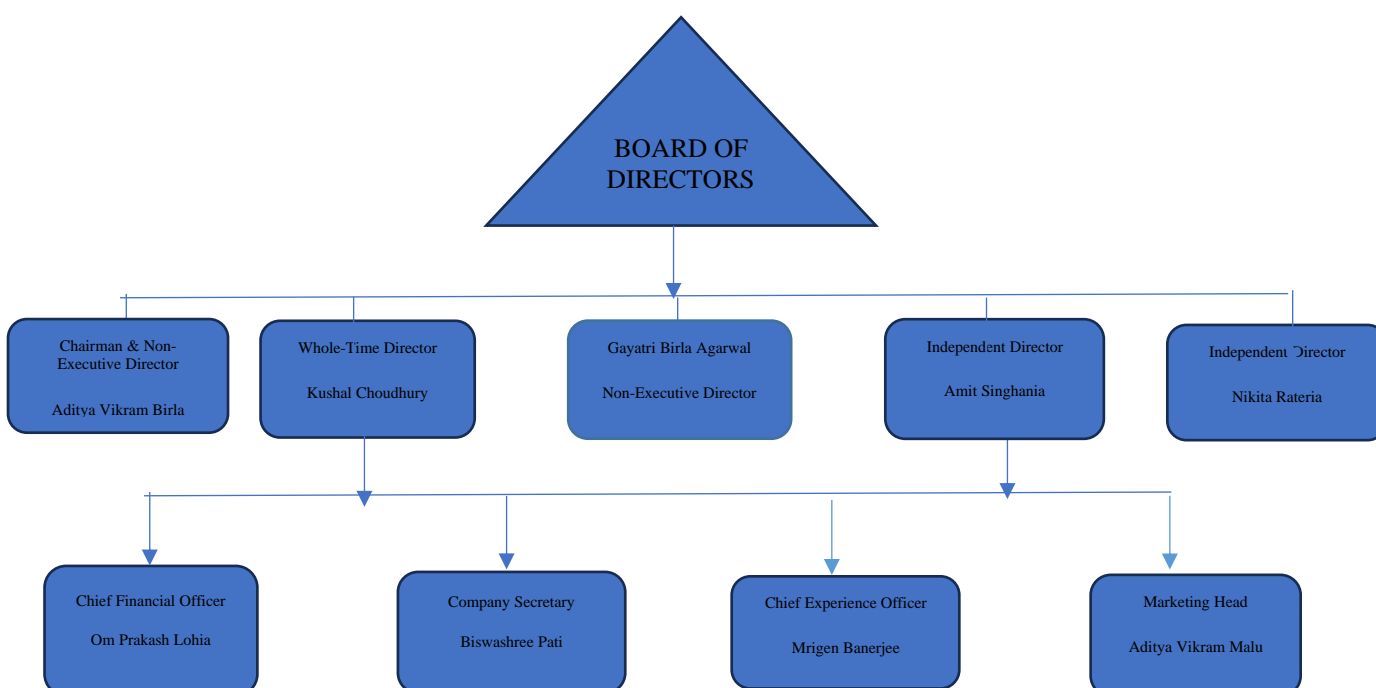 BOARD OF
DIRECTORS
Chairman & Non-
Executive Director
Aditya Vikram Birla
Whole-Time Director
Kushal Choudhury
Gayatri Birla Agarwal
Non-Executive Director
Independent Director
Amit Singhania
Independent Director
Nikita Rateria
Chief Financial Officer
Om Prakash Lohia
Company Secretary
Biswashree Pati
Chief Experience Officer
Mrigen Banerjee
Marketing Head
Aditya Vikram Malu